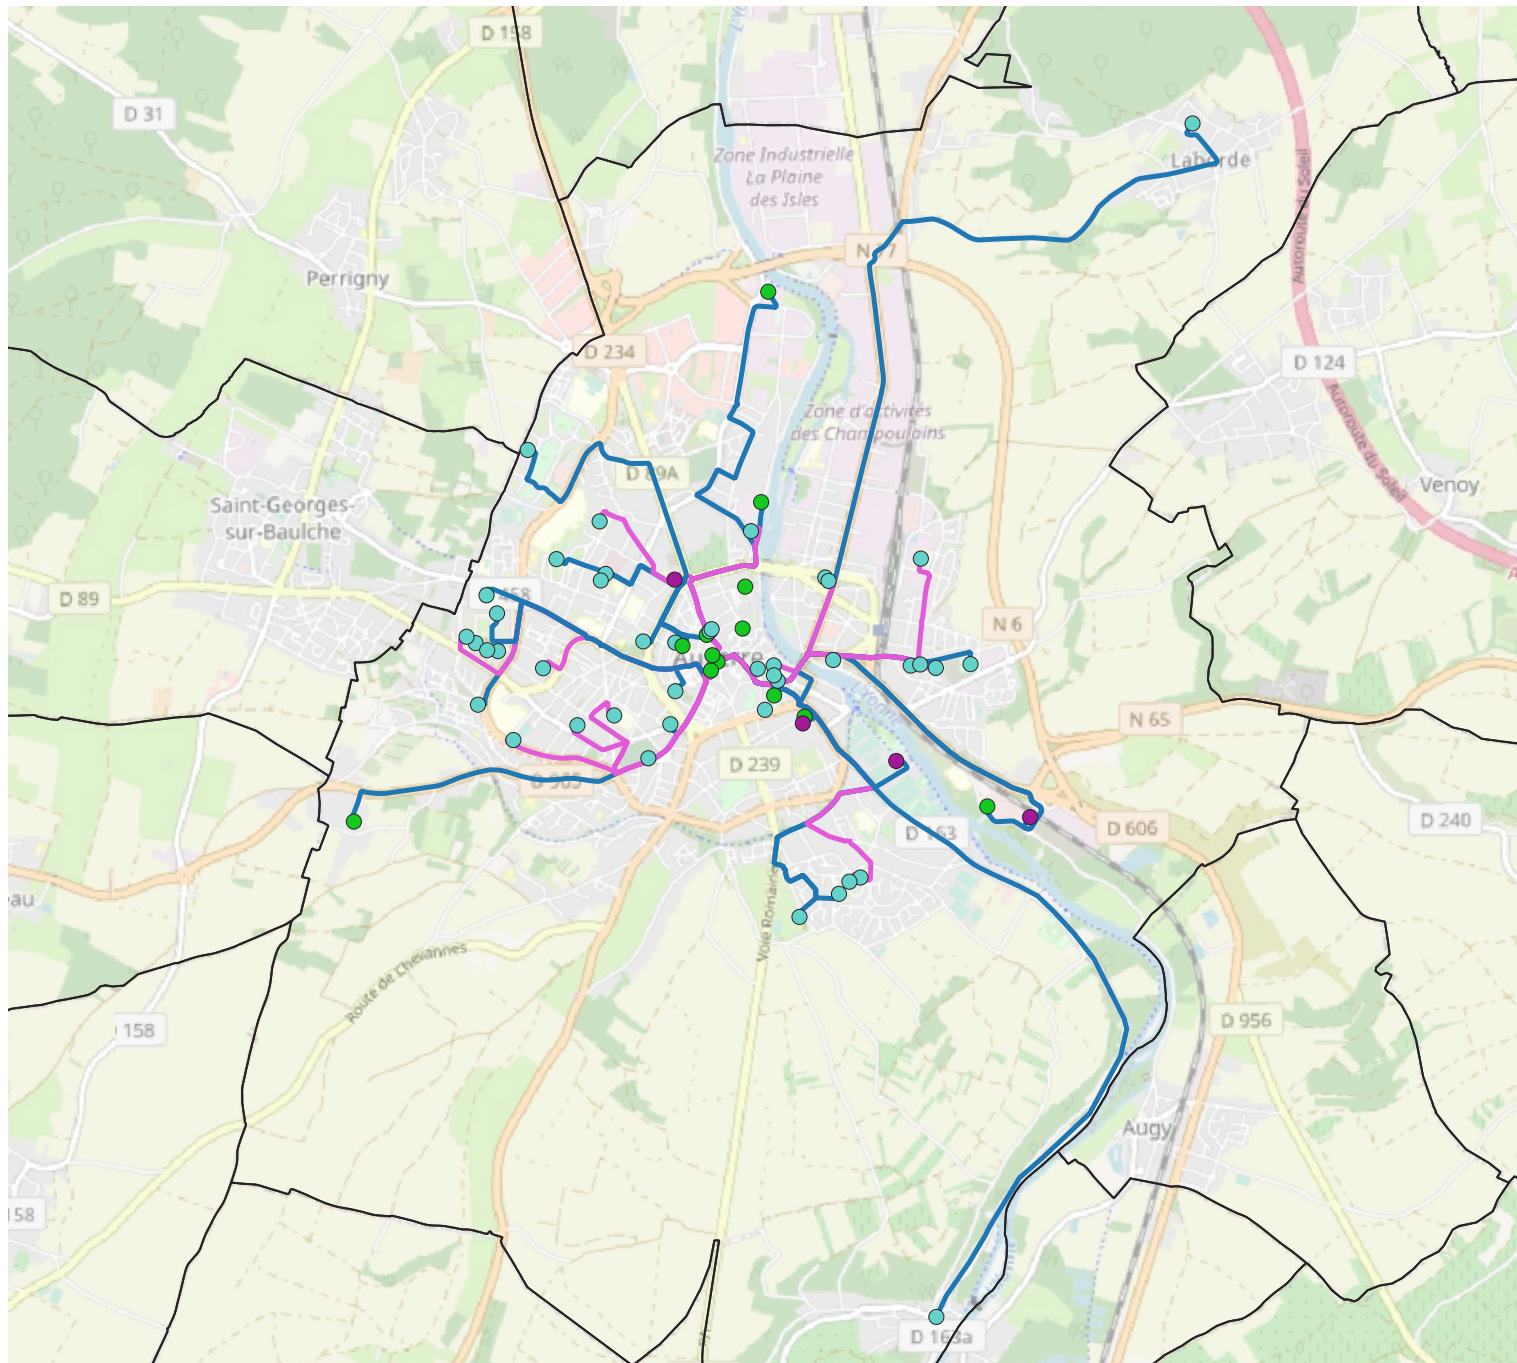 D 158
D 31
Zone Industrielle
La Plaine
des Isles
Laborde
Autoroute du Soleil
Perrigny
D 234
D 124
Autoroute du Soleil
Zone d'activités
des Champoulains
D 89A
Venoy
Saint-Georges-
sur-Baulche
D 89
N 6
N 65
D 239
D 163
D 606
D 240
Voie Romaine
Route de Chevannes
158
D 956
Augy
58
D 163a